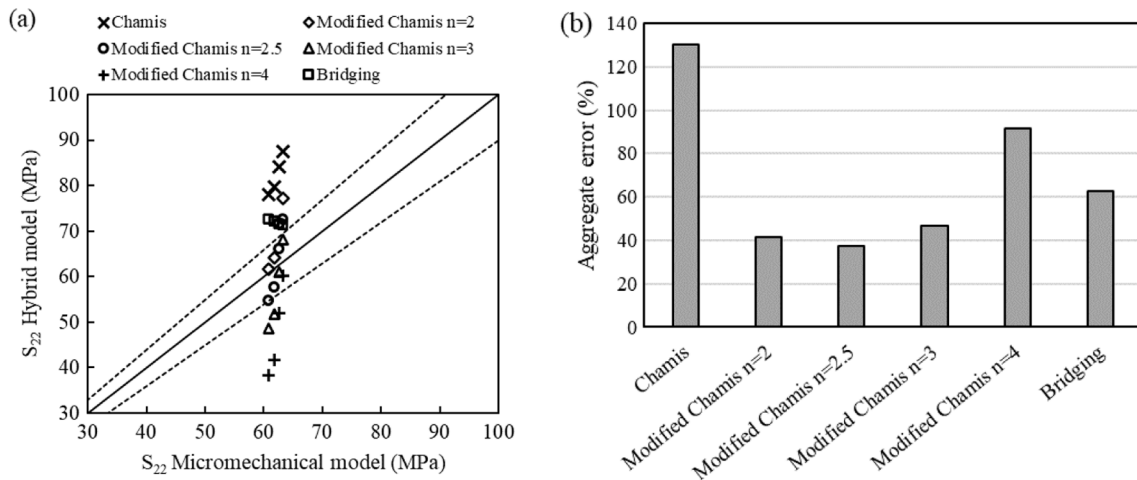 (a)
Chamis
Modified Chamis n=2
Modified Chamis n=2.5
Modified Chamis n=3
Modified Chamis n=4
Bridging
100
90
80
70
60
50
40
30
S22 Hybrid model (MPa)
30 40 50 60 70 80 90 100
S22 Micromechanical model (MPa)
(b)
140
120
100
80
60
40
20
0
Aggregate error (%)
Chamis
Modified Chamis n=2
Modified Chamis n=2.5
Modified Chamis n=3
Modified Chamis n=4
Bridging